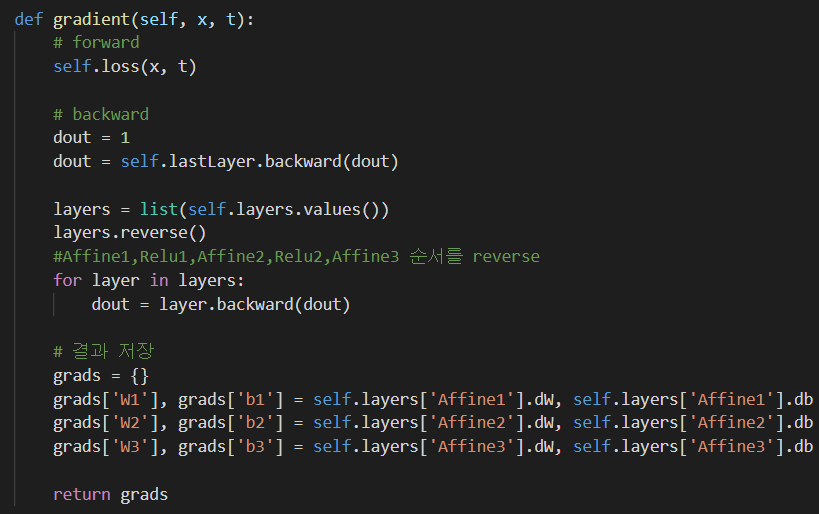 def gradient(self, x, t):
# forward
self.loss(x, t)
# backward
dout = 1
dout = self.lastLayer.backward(dout)
layers = list(self.layers.values())
layers.reverse()
#Affine1,Relu1,Affine2,Relu2,Affine3 순서를 reverse
for layer in layers:
dout = layer.backward(dout)
# 결과 저장
grads = {}
grads['W1'], grads['b1'] = self.layers['Affine1'].dW, self.layers['Affine1'].db
grads['W2'], grads['b2'] = self.layers['Affine2'].dW, self.layers['Affine2'].db
grads['W3'], grads['b3'] = self.layers['Affine3'].dW, self.layers['Affine3'].db
return grads